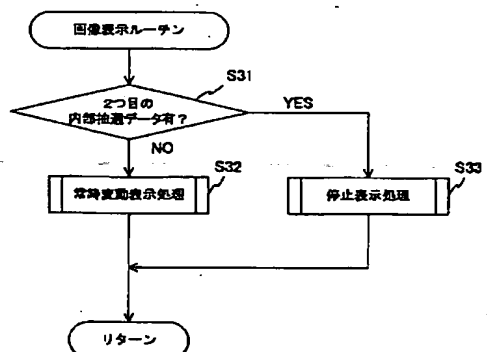 画像表示ルーチン
S31
2つ目の
内部抽選データ有？
YES
NO
S32
常時変動表示処理
S33
停止表示処理
リターン